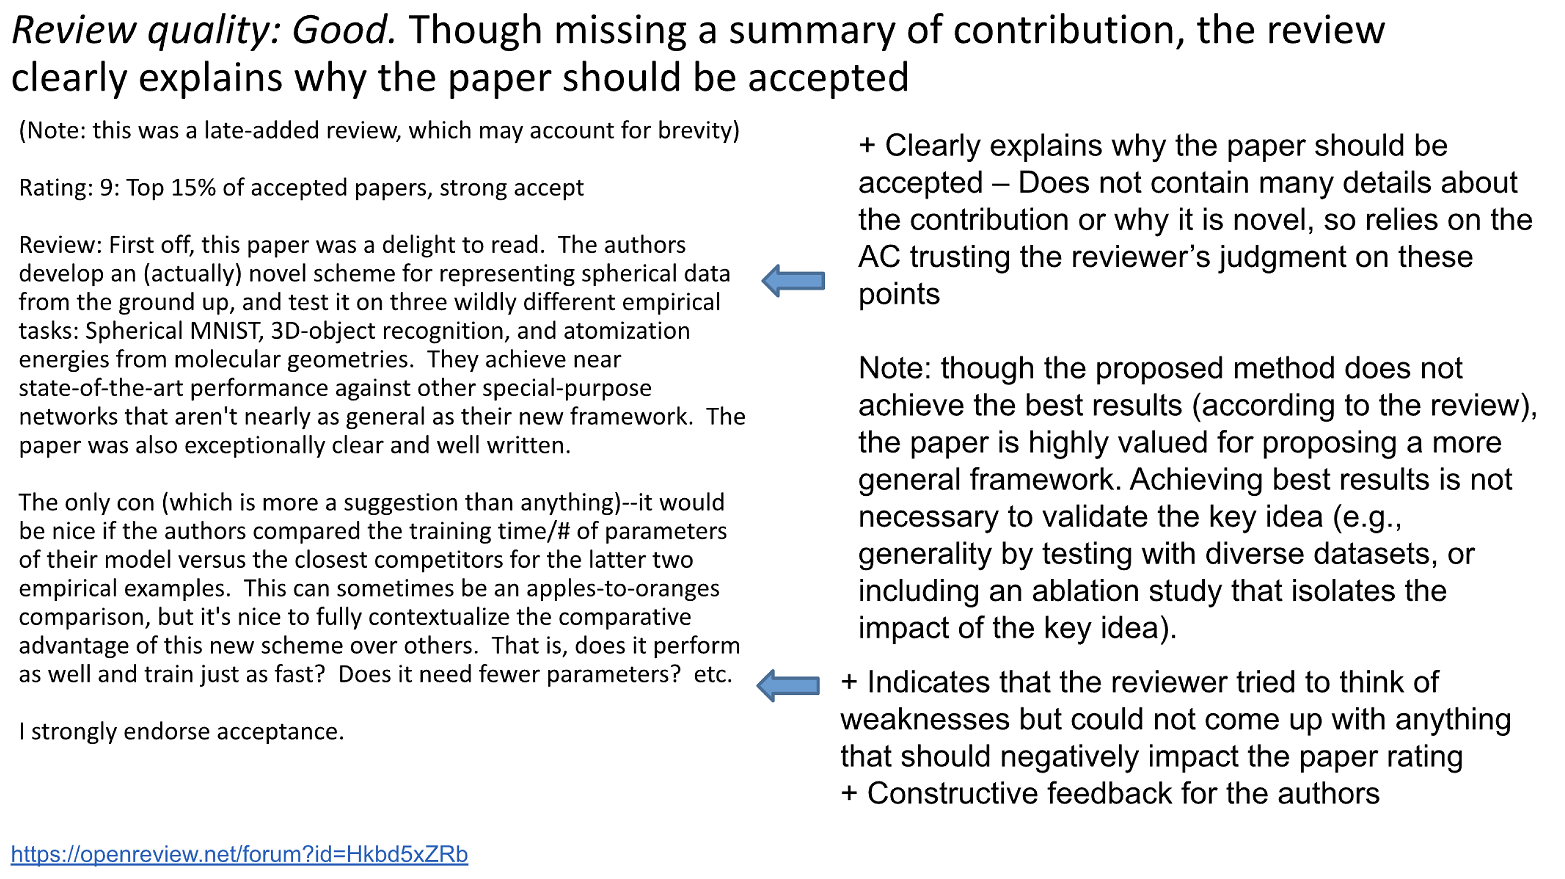 Review quality: Good. Though missing a summary of contribution, the review
clearly explains why the paper should be accepted
(Note: this was a late-added review, which may account for brevity)
Rating: 9: Top 15% of accepted papers, strong accept
Review: First off, this paper was a delight to read.  The authors
develop an (actually) novel scheme for representing spherical data
from the ground up, and test it on three wildly different empirical
tasks: Spherical MNIST, 3D-object recognition, and atomization
energies from molecular geometries.  They achieve near
state-of-the-art performance against other special-purpose
networks that aren't nearly as general as their new framework.  The
paper was also exceptionally clear and well written.
The only con (which is more a suggestion than anything)--it would
be nice if the authors compared the training time/# of parameters
of their model versus the closest competitors for the latter two
empirical examples.  This can sometimes be an apples-to-oranges
comparison, but it's nice to fully contextualize the comparative
advantage of this new scheme over others.  That is, does it perform
as well and train just as fast?  Does it need fewer parameters?  etc.
I strongly endorse acceptance.
+ Clearly explains why the paper should be
accepted – Does not contain many details about
the contribution or why it is novel, so relies on the
AC trusting the reviewer’s judgment on these
points
Note: though the proposed method does not
achieve the best results (according to the review),
the paper is highly valued for proposing a more
general framework. Achieving best results is not
necessary to validate the key idea (e.g.,
generality by testing with diverse datasets, or
including an ablation study that isolates the
impact of the key idea).
+ Indicates that the reviewer tried to think of
weaknesses but could not come up with anything
that should negatively impact the paper rating
+ Constructive feedback for the authors
https://openreview.net/forum?id=Hkbd5xZRb